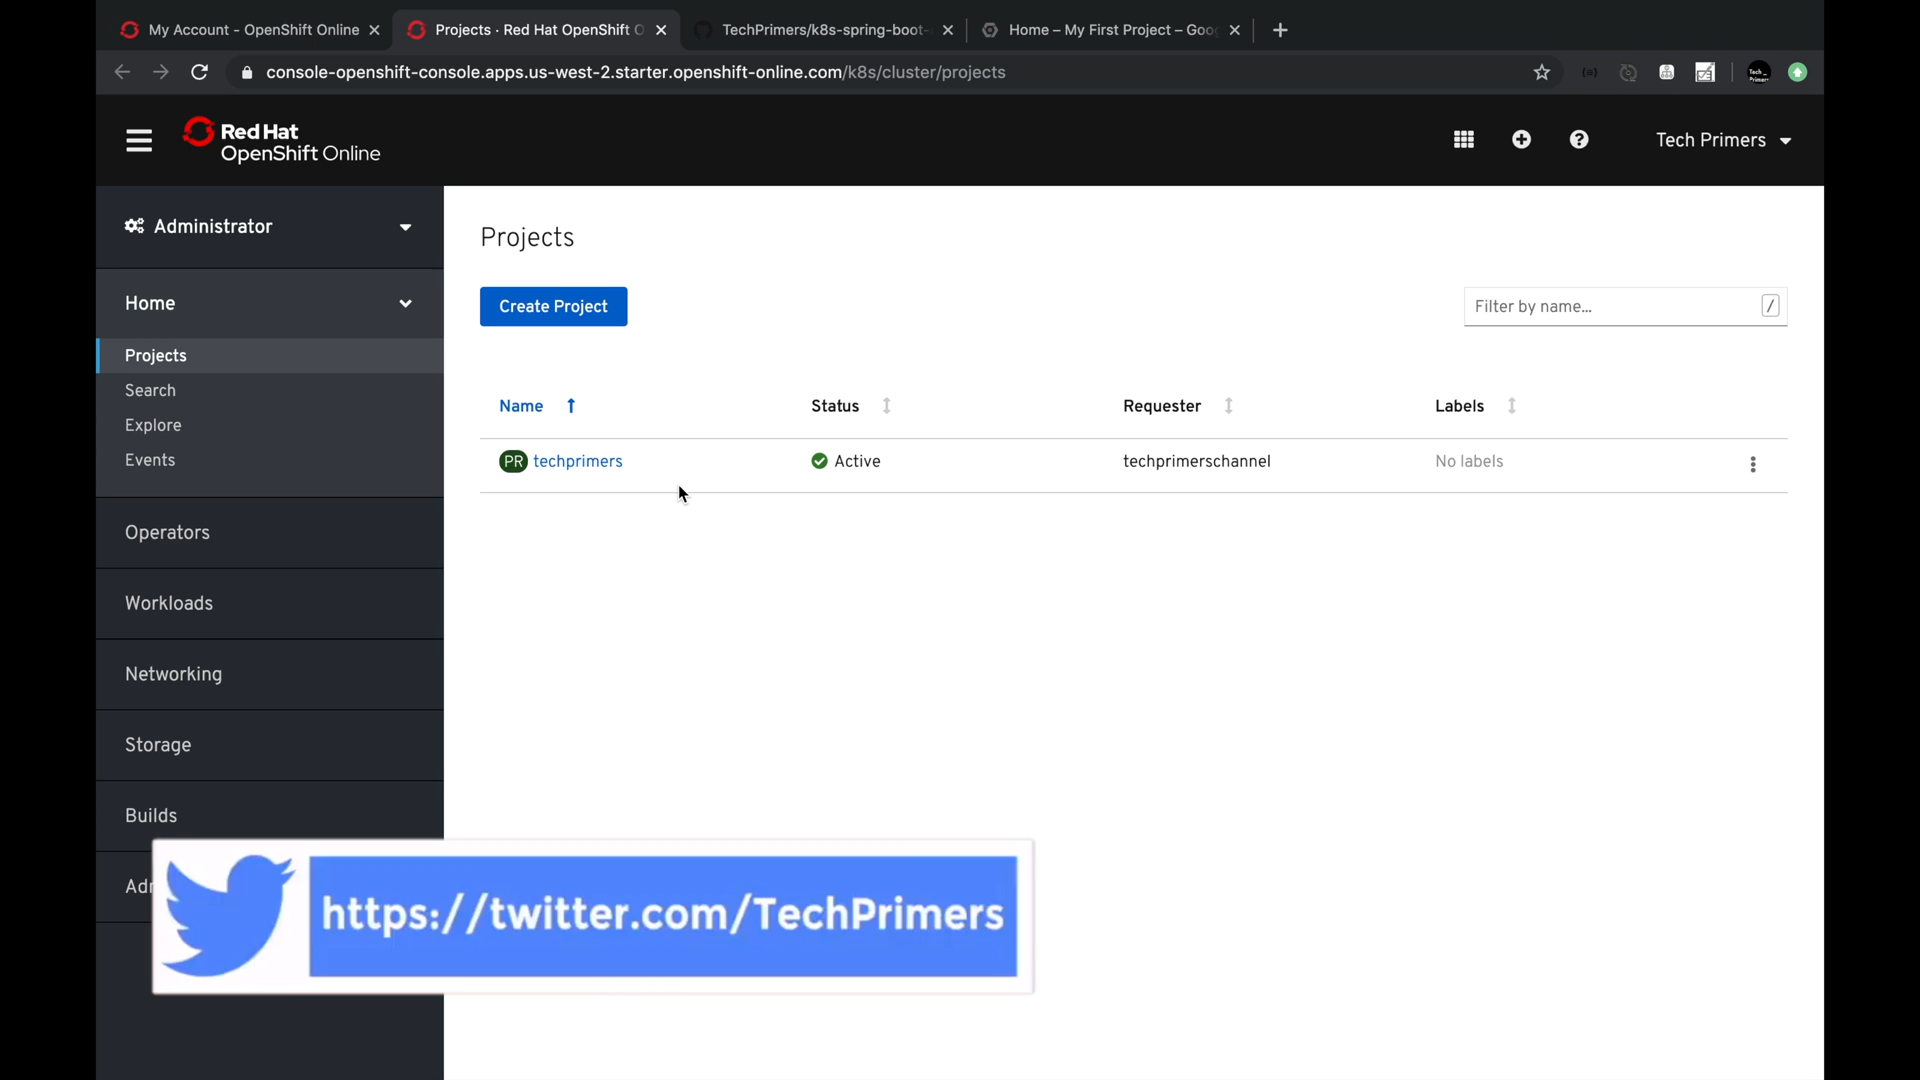 My Account - OpenShift Online
Projects · Red Hat OpenShift O
TechPrimers/k8s-spring-boot-
Home – My First Project – Goo
console-openshift-console.apps.us-west-2.starter.openshift-online.com/k8s/cluster/projects
Red Hat
OpenShift Online
Tech Primers
Administrator
Home
Projects
Search
Explore
Events
Operators
Workloads
Networking
Storage
Builds
Adm
Projects
Create Project
Filter by name...
/
Name
Status
Requester
Labels
PR techprimers
Active
techprimerschannel
No labels
https://twitter.com/TechPrimers